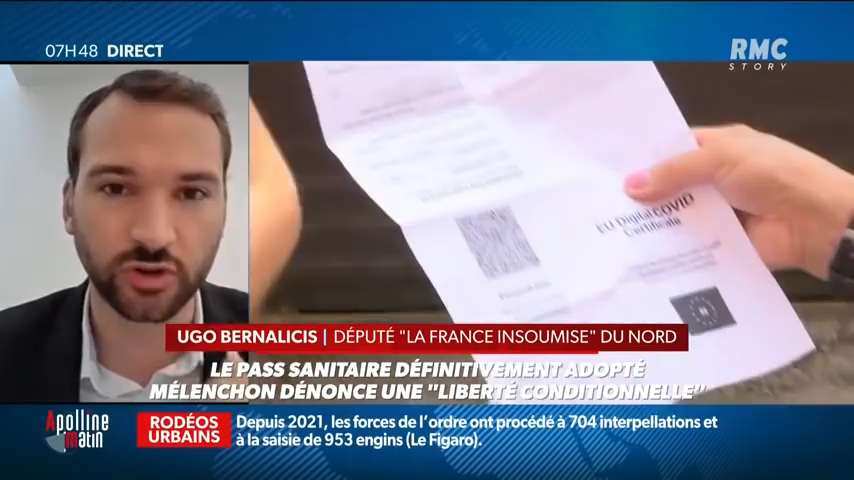 07H48 DIRECT
RMC
STORY
EU Digital COVID
Certificate
UGO BERNALICIS | DÉPUTÉ "LA FRANCE INSOUMISE" DU NORD
LE PASS SANITAIRE DÉFINITIVEMENT ADOPTÉ
MÉLENCHON DÉNONCE UNE "LIBERTÉ CONDITIONNELLE"
Apolline
matin
RODÉOS
URBAINS
Depuis 2021, les forces de l'ordre ont procédé à 704 interpellations et
à la saisie de 953 engins (Le Figaro).